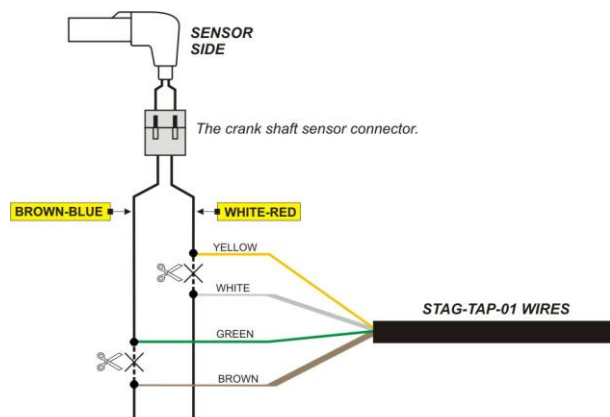 SENSOR
SIDE
The crank shaft sensor connector.
BROWN-BLUE
WHITE-RED
YELLOW
WHITE
STAG-TAP-01 WIRES
GREEN
BROWN